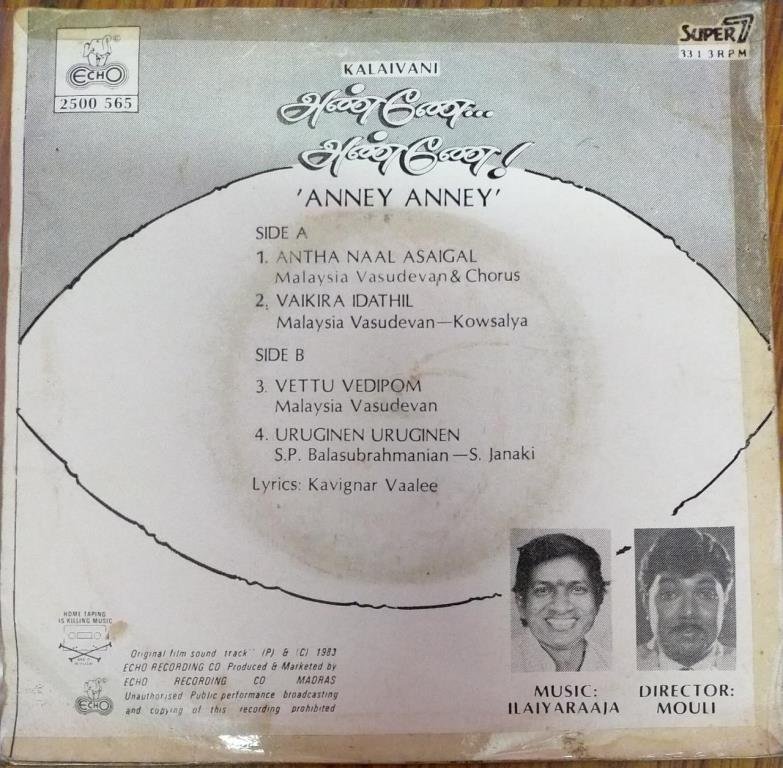 ECHO
2500 565
SUPER 7
33 1 3 RPM
KALAIVANI
அண்ணே...
அண்ணே!
'ANNEY ANNEY'
SIDE A
1. ANTHA NAAL ASAIGAL
Malaysia Vasudevan & Chorus
2. VAIKIRA IDATHIL
Malaysia Vasudevan—Kowsalya
SIDE B
3. VETTU VEDIPOM
Malaysia Vasudevan
4. URUGINEN URUGINEN
S.P. Balasubrahmanian—S. Janaki
Lyrics: Kavignar Vaalee
HOME TAPING
IS KILLING MUSIC
Original film sound track" (P) & (C) 1983
ECHO RECORDING CO Produced & Marketed by
ECHO RECORDING CO MADRAS
Unauthorised Public performance broadcasting
and copying of this recording prohibited
ECHO
MUSIC:
ILAIYARAAJA
DIRECTOR:
MOULI